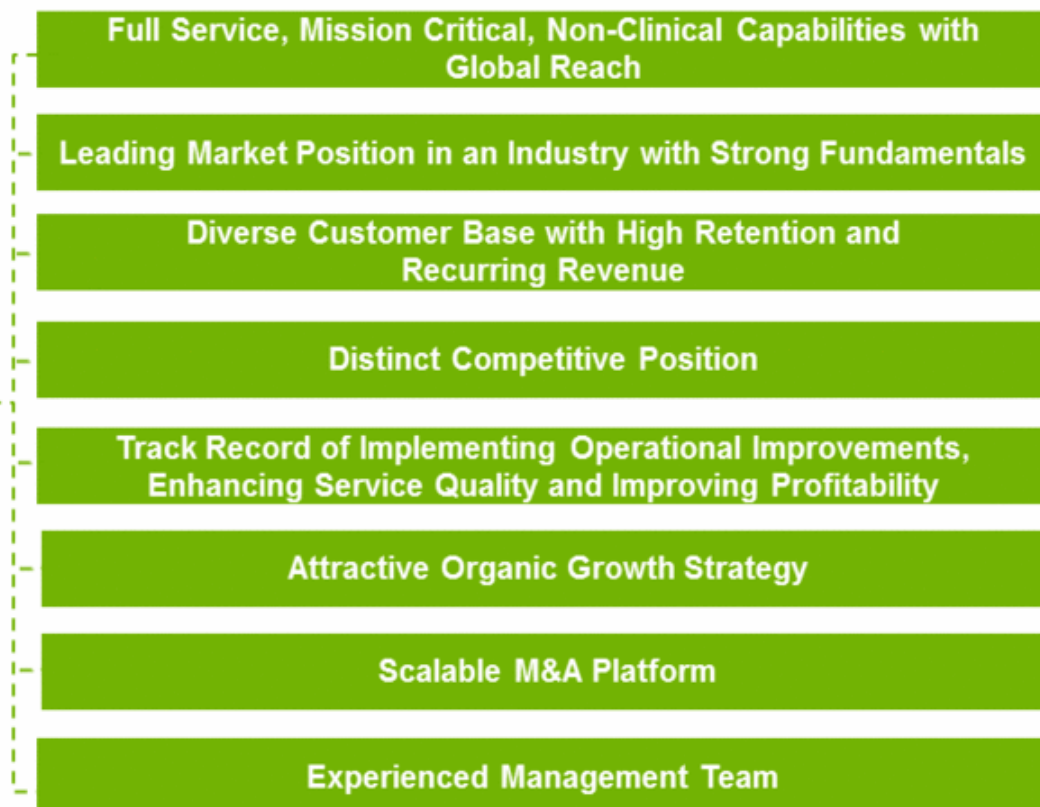 Full Service, Mission Critical, Non-Clinical Capabilities with
Global Reach
Leading Market Position in an Industry with Strong Fundamentals
Diverse Customer Base with High Retention and
Recurring Revenue
Distinct Competitive Position
Track Record of Implementing Operational Improvements,
Enhancing Service Quality and Improving Profitability
Attractive Organic Growth Strategy
Scalable M&A Platform
Experienced Management Team